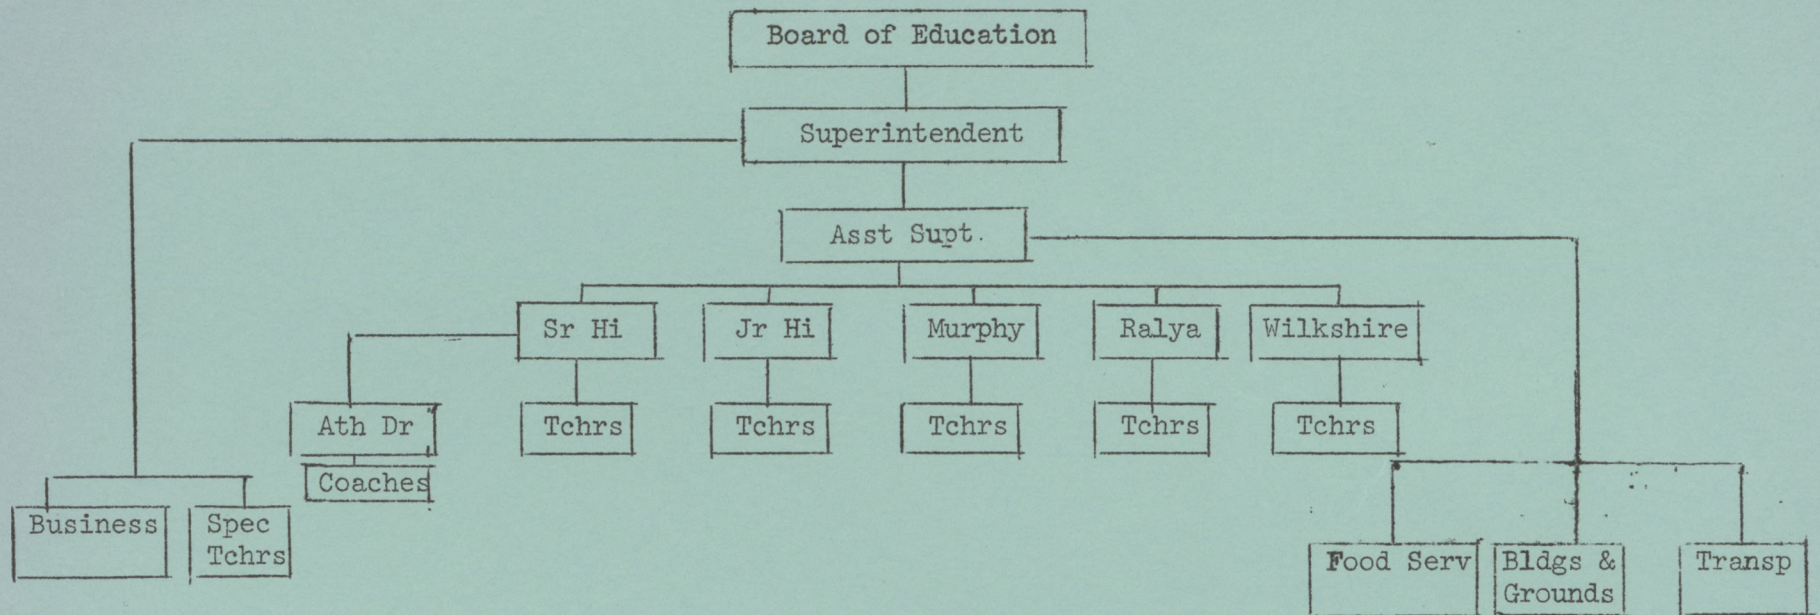 Board of Education
Superintendent
Asst Supt.
Sr Hi
Jr Hi
Murphy
Ralya
Wilkshire
Ath Dr
Tchrs
Tchrs
Tchrs
Tchrs
Tchrs
Coaches
Business
Spec
Tchrs
Food Serv
Bldgs &
Grounds
Transp